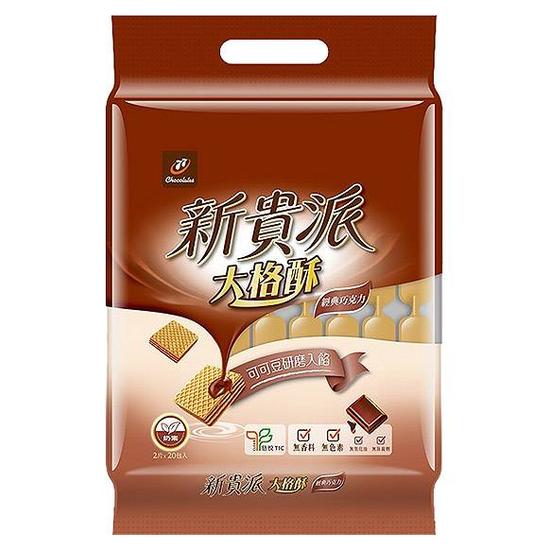 77
Chocolates
新貴派
大格酥
經典巧克力
可可豆研磨入餡
奶素
2片×20包入
無香料
無色素
新貴派 大格酥 經典巧克力